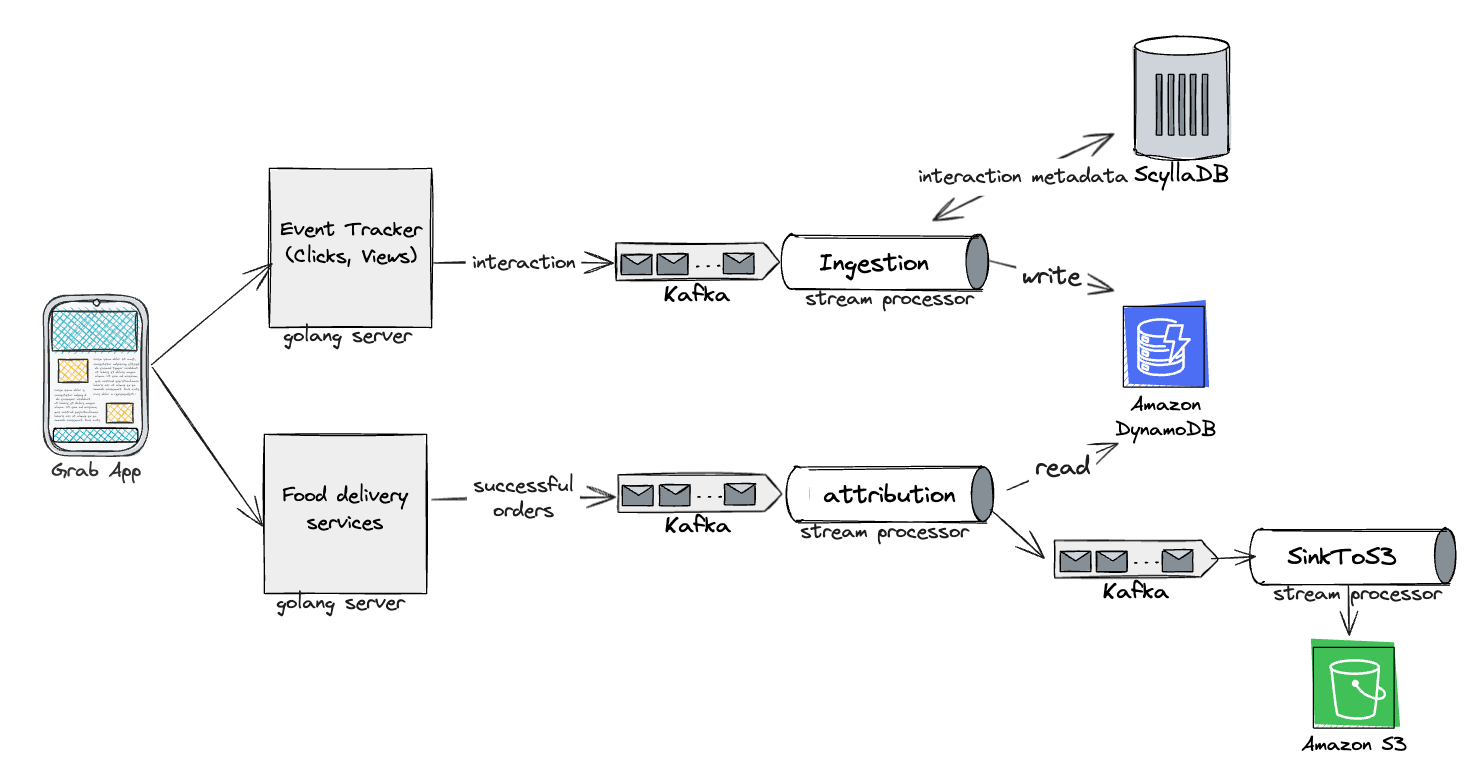 ScyllaDB
interaction metadata
Event Tracker
(Clicks, Views)
golang server
interaction
Kafka
Ingestion
stream processor
write
Amazon
DynamoDB
Grab App
Food delivery
services
golang server
successful
orders
Kafka
attribution
stream processor
read
Kafka
SinkToS3
stream processor
Amazon S3